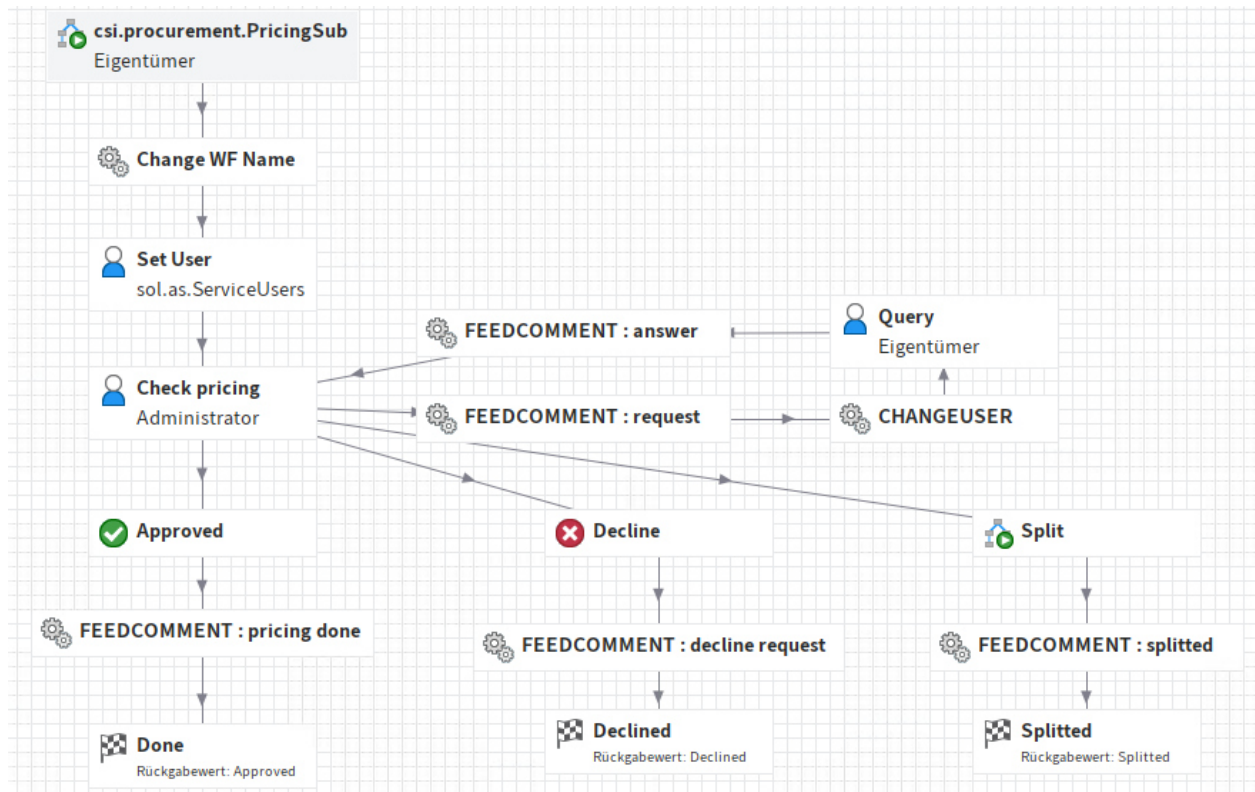 csi.procurement.PricingSub
Eigentümer
Change WF Name
Set User
sol.as.ServiceUsers
FEEDCOMMENT : answer
Query
Eigentümer
Check pricing
Administrator
FEEDCOMMENT : request
CHANGEUSER
Approved
Decline
Split
FEEDCOMMENT : pricing done
FEEDCOMMENT : decline request
FEEDCOMMENT : splitted
Done
Rückgabewert: Approved
Declined
Rückgabewert: Declined
Splitted
Rückgabewert: Splitted